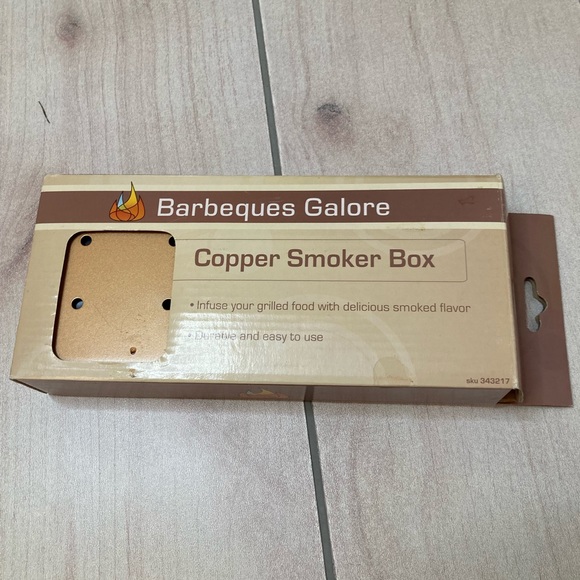 Barbeques Galore
Copper Smoker Box
• Infuse your grilled food with delicious smoked flavor
• Durable and easy to use
sku 343217